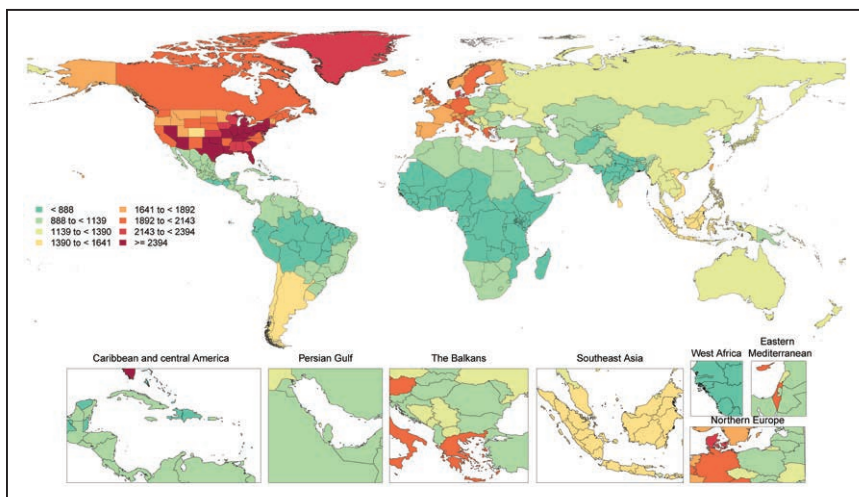 < 888
888 to < 1139
1139 to < 1390
1390 to < 1641
1641 to < 1892
1892 to < 2143
2143 to < 2394
>= 2394
Caribbean and central America
Persian Gulf
The Balkans
Southeast Asia
West Africa
Eastern
Mediterranean
Northern Europe